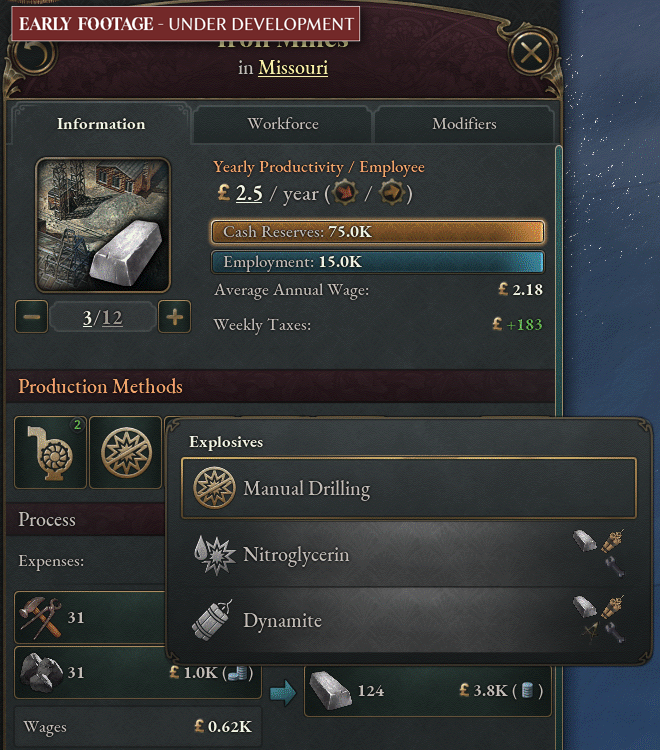 EARLY FOOTAGE - UNDER DEVELOPMENT
Iron Mines
in Missouri
Information
Workforce
Modifiers
Yearly Productivity / Employee
£ 2.5 / year ( / )
Cash Reserves: 75.0K
Employment: 15.0K
Average Annual Wage: £ 2.18
3/12
Weekly Taxes: £ +183
Production Methods
2
Explosives
Manual Drilling
Nitroglycerin
Dynamite
Process
Expenses:
31
31 £ 1.0K ( )
124 £ 3.8K ( )
Wages £ 0.62K